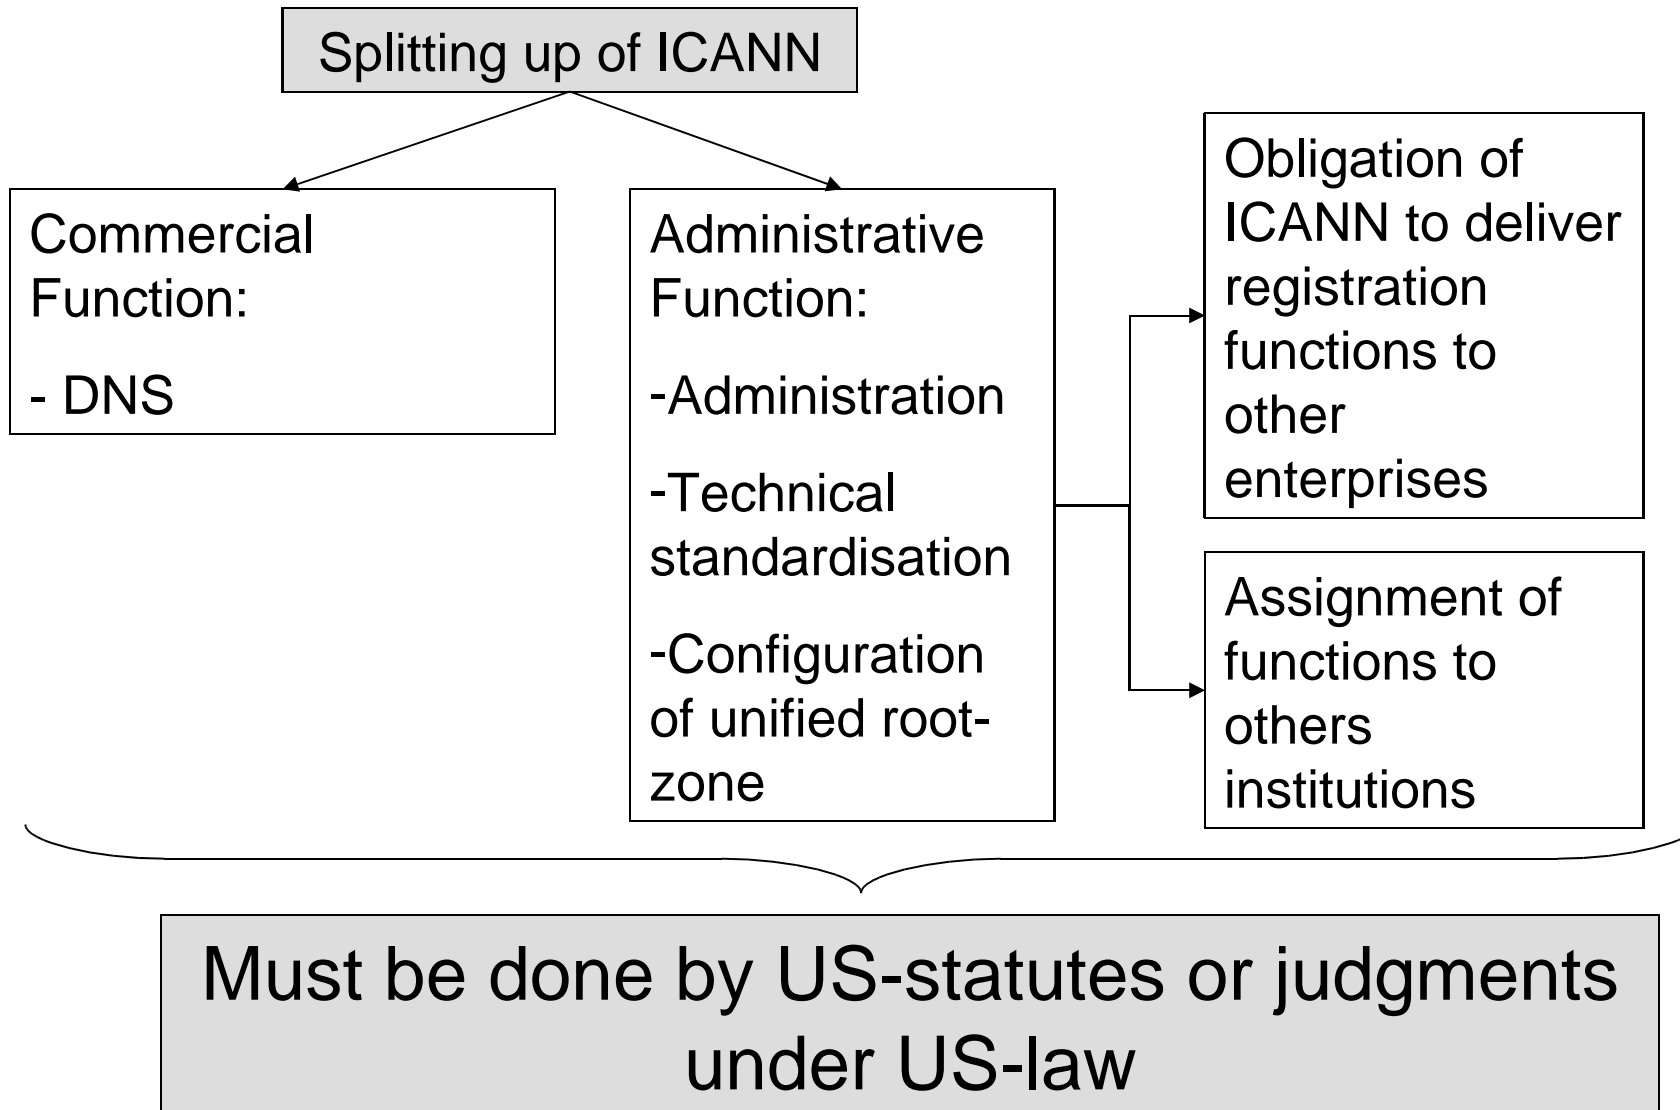 Splitting up of ICANN
Commercial
Function:
- DNS
Administrative
Function:
-Administration
-Technical
standardisation
-Configuration
of unified root-
zone
Obligation of
ICANN to deliver
registration
functions to
other
enterprises
Assignment of
functions to
others
institutions
Must be done by US-statutes or judgments
under US-law